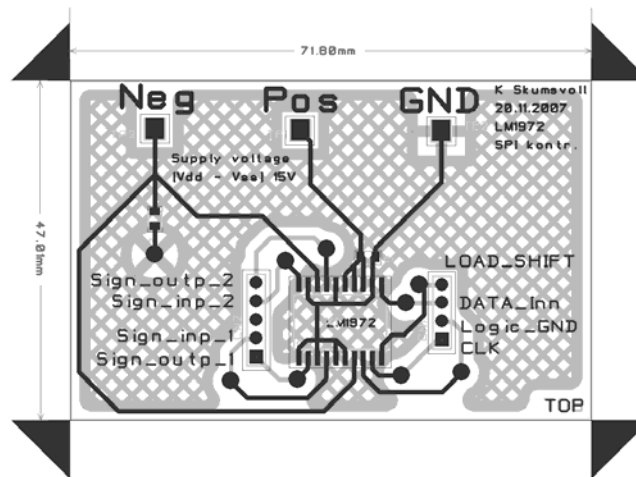 71.80mm
Neg
Pos
GND
K Skumsvoll
20.11.2007
LM1972
SPI kontr.
Supply voltage
(Vdd - Vss) 15V
47.01mm
LOAD_SHIFT
Sign_outp_2
Sign_inp_2
DATA_Inn
LM1972
Logic_GND
Sign_inp_1
CLK
Sign_outp_1
TOP